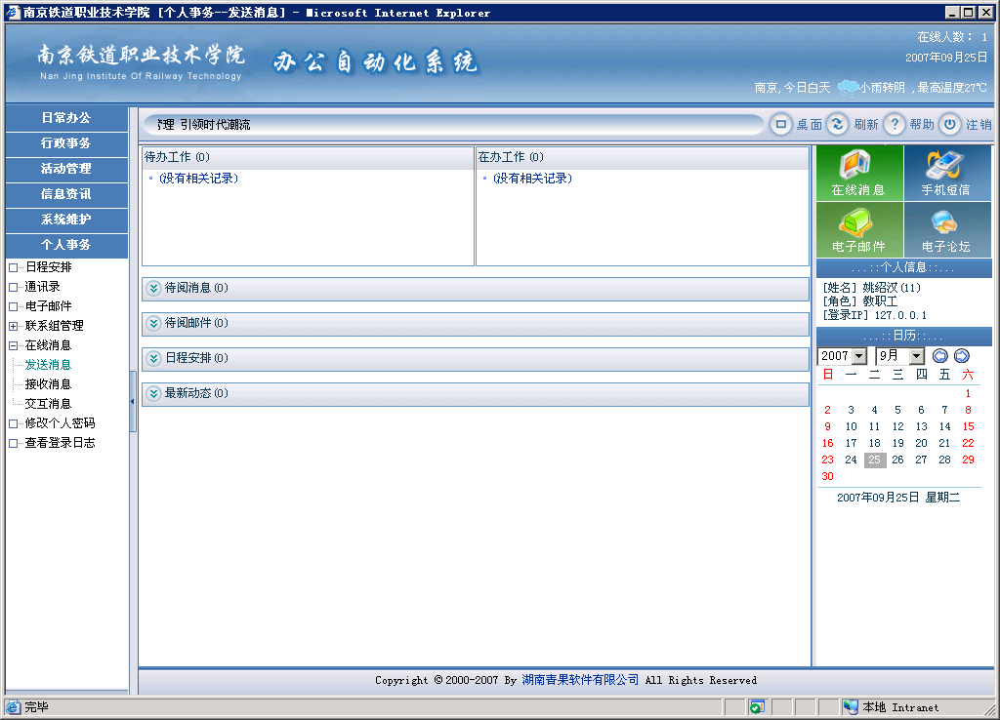 南京铁道职业技术学院 [个人事务--发送消息] - Microsoft Internet Explorer
南京铁道职业技术学院
Nan Jing Institute Of Railway Technology
办公自动化系统
在线人数： 1
2007年09月25日
南京,今日白天 小雨转阴 ,最高温度27℃
日常办公
行政事务
活动管理
信息资讯
系统维护
个人事务
日程安排
通讯录
电子邮件
联系组管理
在线消息
发送消息
接收消息
交互消息
修改个人密码
查看登录日志
理 引领时代潮流
桌面 刷新 帮助 注销
待办工作 (0)
(没有相关记录)
在办工作 (0)
(没有相关记录)
待阅消息 (0)
待阅邮件 (0)
日程安排 (0)
最新动态 (0)
在线消息 手机短信
电子邮件 电子论坛
...::个人信息::...
[姓名] 姚绍汉(11)
[角色] 教职工
[登录IP] 127.0.0.1
...::日历::...
2007 9月
日 一 二 三 四 五 六
1
2 3 4 5 6 7 8
9 10 11 12 13 14 15
16 17 18 19 20 21 22
23 24 25 26 27 28 29
30
2007年09月25日 星期二
Copyright ©2000-2007 By 湖南青果软件有限公司 All Rights Reserved
完毕
本地 Intranet